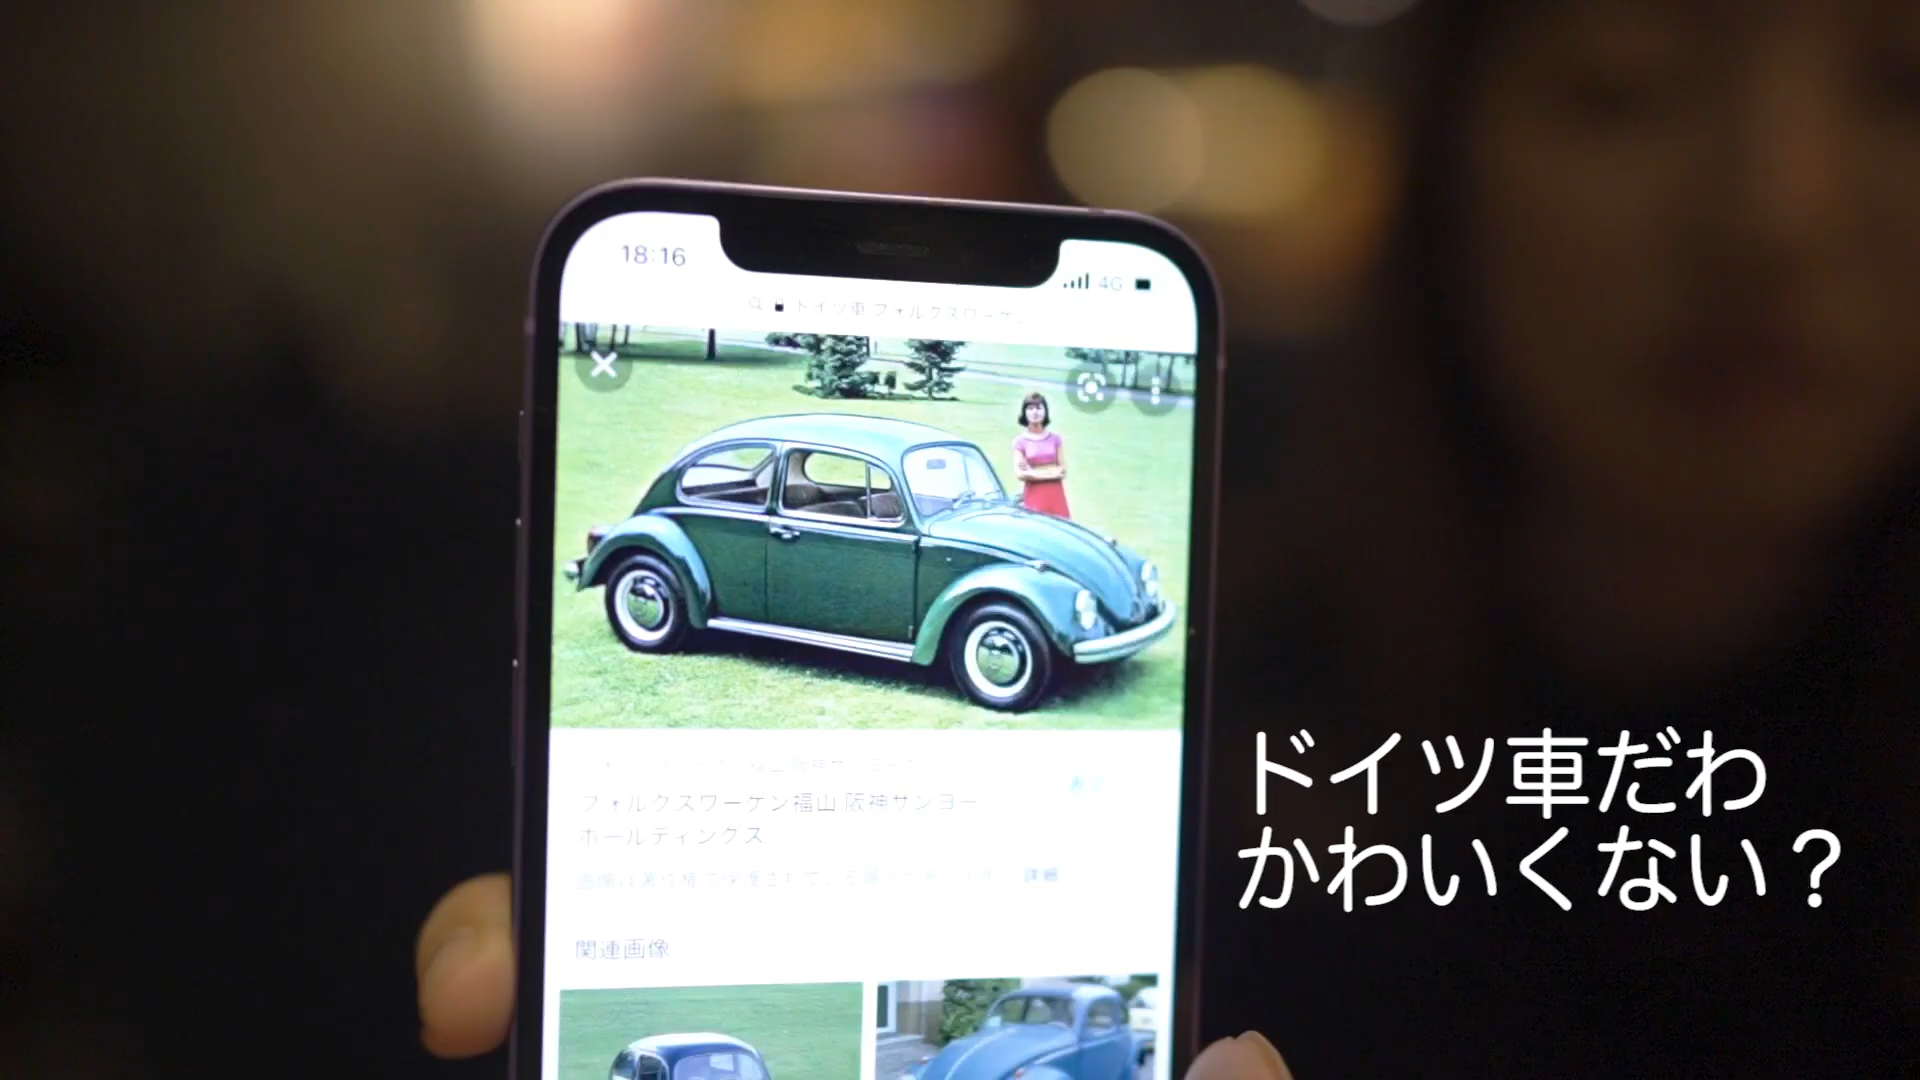 18:16
4G
ドイツ車 フォルクスワーゲン
フォルクスワーゲン福山 阪神サンヨー
ホールディングス
詳細
関連画像
ドイツ車だわ
かわいくない？